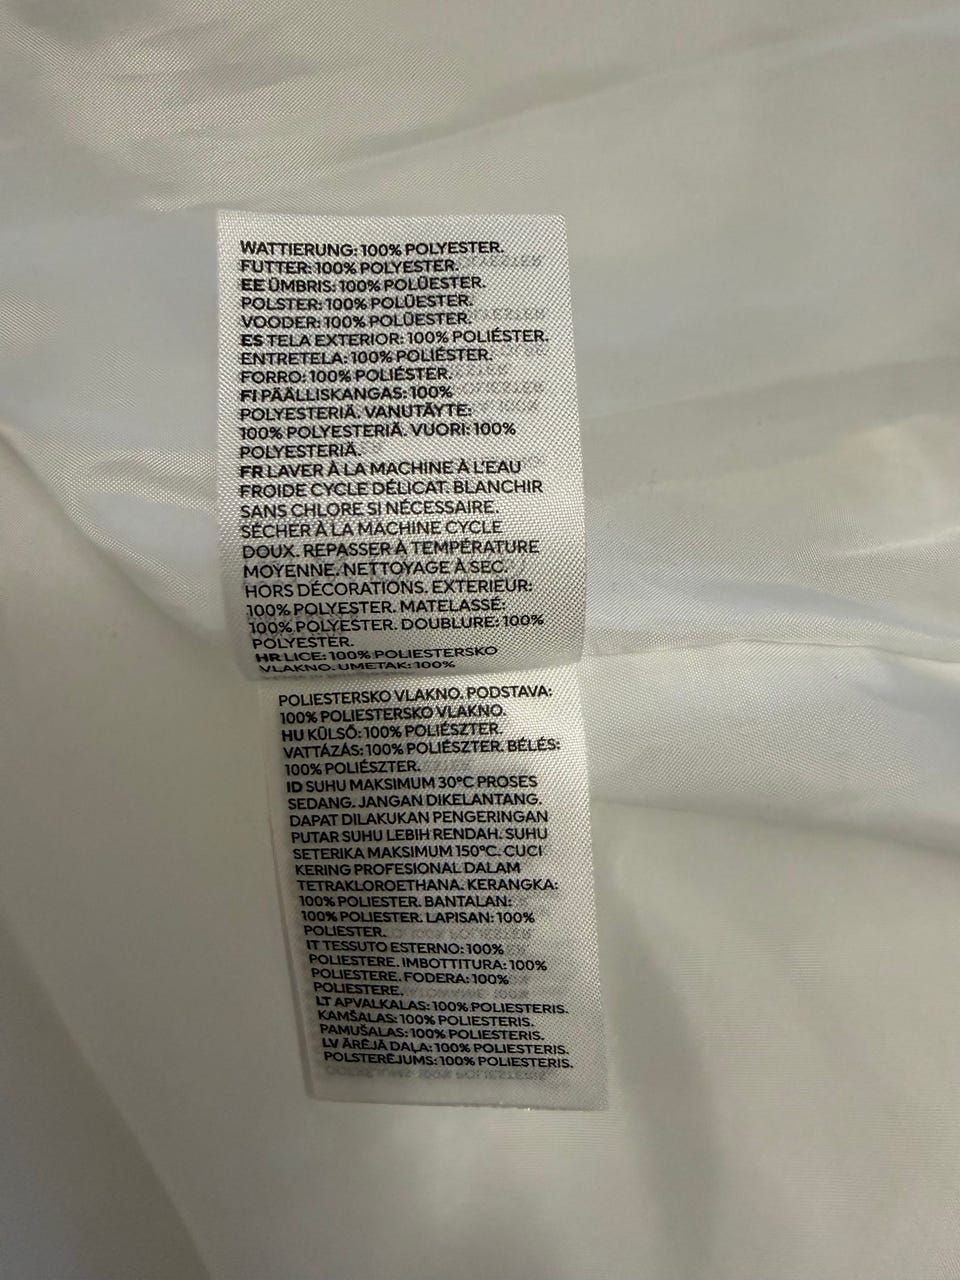 WATTIERUNG: 100% POLYESTER.
FUTTER: 100% POLYESTER.
EE ÜMBRIS: 100% POLÜESTER.
POLSTER: 100% POLÜESTER.
VOODER: 100% POLÜESTER.
ES TELA EXTERIOR: 100% POLIÉSTER.
ENTRETELA: 100% POLIÉSTER.
FORRO: 100% POLIÉSTER.
FI PÄÄLLISKANGAS: 100%
POLYESTERIÄ. VANUTÄYTE:
100% POLYESTERIÄ. VUORI: 100%
POLYESTERIÄ.
FR LAVER À LA MACHINE À L'EAU
FROIDE CYCLE DÉLICAT. BLANCHIR
SANS CHLORE SI NÉCESSAIRE.
SÉCHER À LA MACHINE CYCLE
DOUX. REPASSER À TEMPÉRATURE
MOYENNE. NETTOYAGE À SEC.
HORS DÉCORATIONS. EXTERIEUR:
100% POLYESTER. MATELASSÉ:
100% POLYESTER. DOUBLURE: 100%
POLYESTER.
HR LICE: 100% POLIESTERSKO
VLAKNO. UMETAK: 100%
POLIESTERSKO VLAKNO. PODSTAVA:
100% POLIESTERSKO VLAKNO.
HU KÜLSŐ: 100% POLIÉSZTER.
VATTÁZÁS: 100% POLIÉSZTER. BÉLÉS:
100% POLIÉSZTER.
ID SUHU MAKSIMUM 30°C PROSES
SEDANG. JANGAN DIKELANTANG.
DAPAT DILAKUKAN PENGERINGAN
PUTAR SUHU LEBIH RENDAH. SUHU
SETERIKA MAKSIMUM 150°C. CUCI
KERING PROFESIONAL DALAM
TETRAKLOROETHANA. KERANGKA:
100% POLIESTER. BANTALAN:
100% POLIESTER. LAPISAN: 100%
POLIESTER.
IT TESSUTO ESTERNO: 100%
POLIESTERE. IMBOTTITURA: 100%
POLIESTERE. FODERA: 100%
POLIESTERE.
LT APVALKALAS: 100% POLIESTERIS.
KAMŠALAS: 100% POLIESTERIS.
PAMUŠALAS: 100% POLIESTERIS.
LV ĀRĒJĀ DAĻA: 100% POLIESTERIS.
POLSTERĒJUMS: 100% POLIESTERIS.